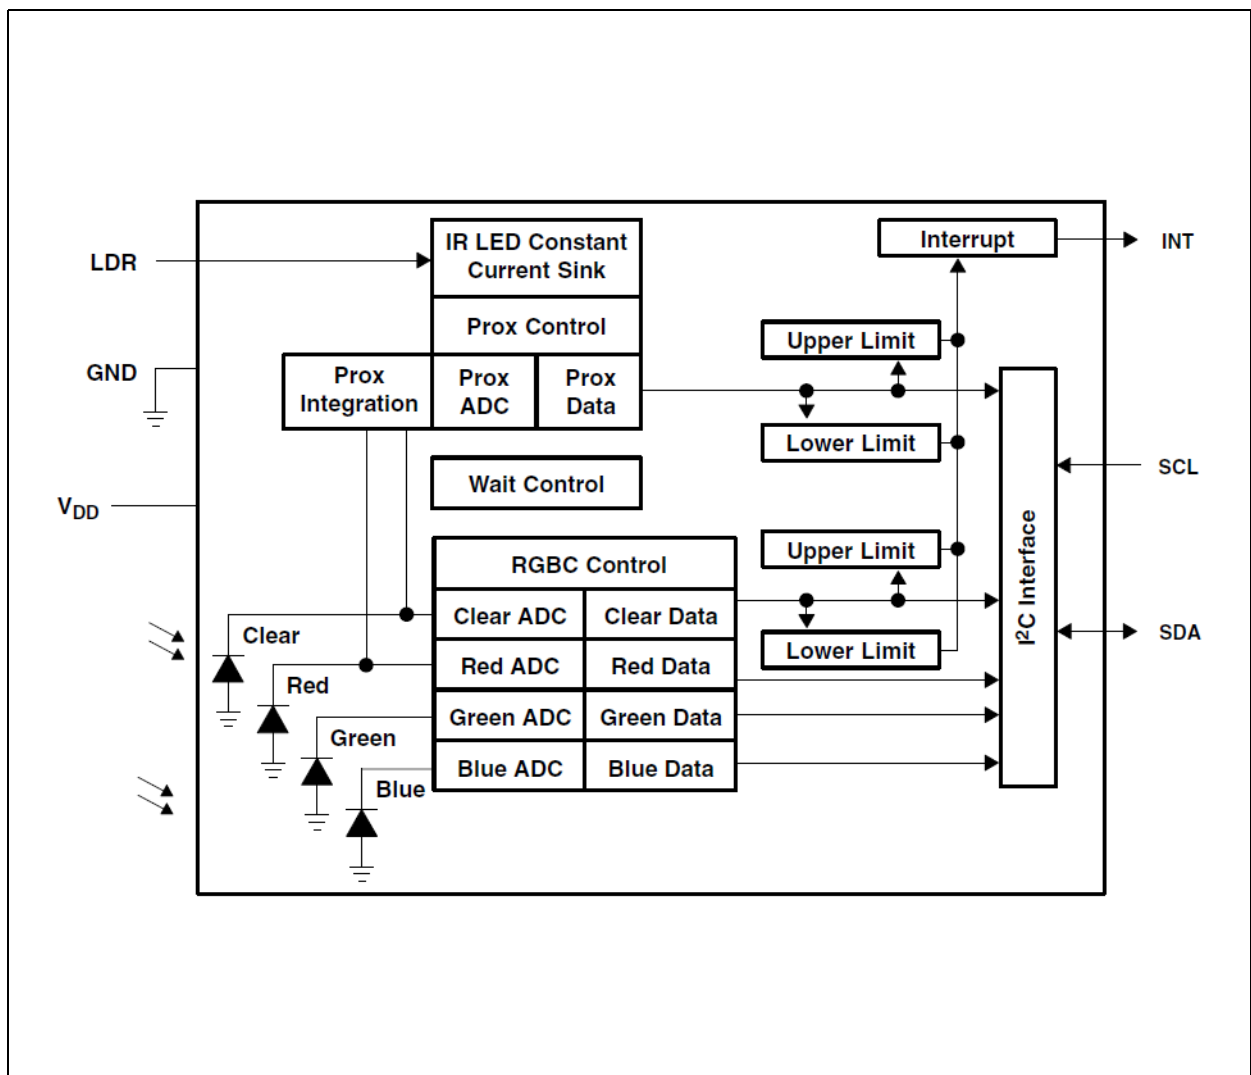 LDR
GND
VDD
IR LED Constant
Current Sink
Prox Control
Prox
Integration
Prox
ADC
Prox
Data
Wait Control
RGBC Control
Clear ADC
Clear Data
Red ADC
Red Data
Green ADC
Green Data
Blue ADC
Blue Data
Clear
Red
Green
Blue
Interrupt
Upper Limit
Lower Limit
Upper Limit
Lower Limit
I²C Interface
INT
SCL
SDA